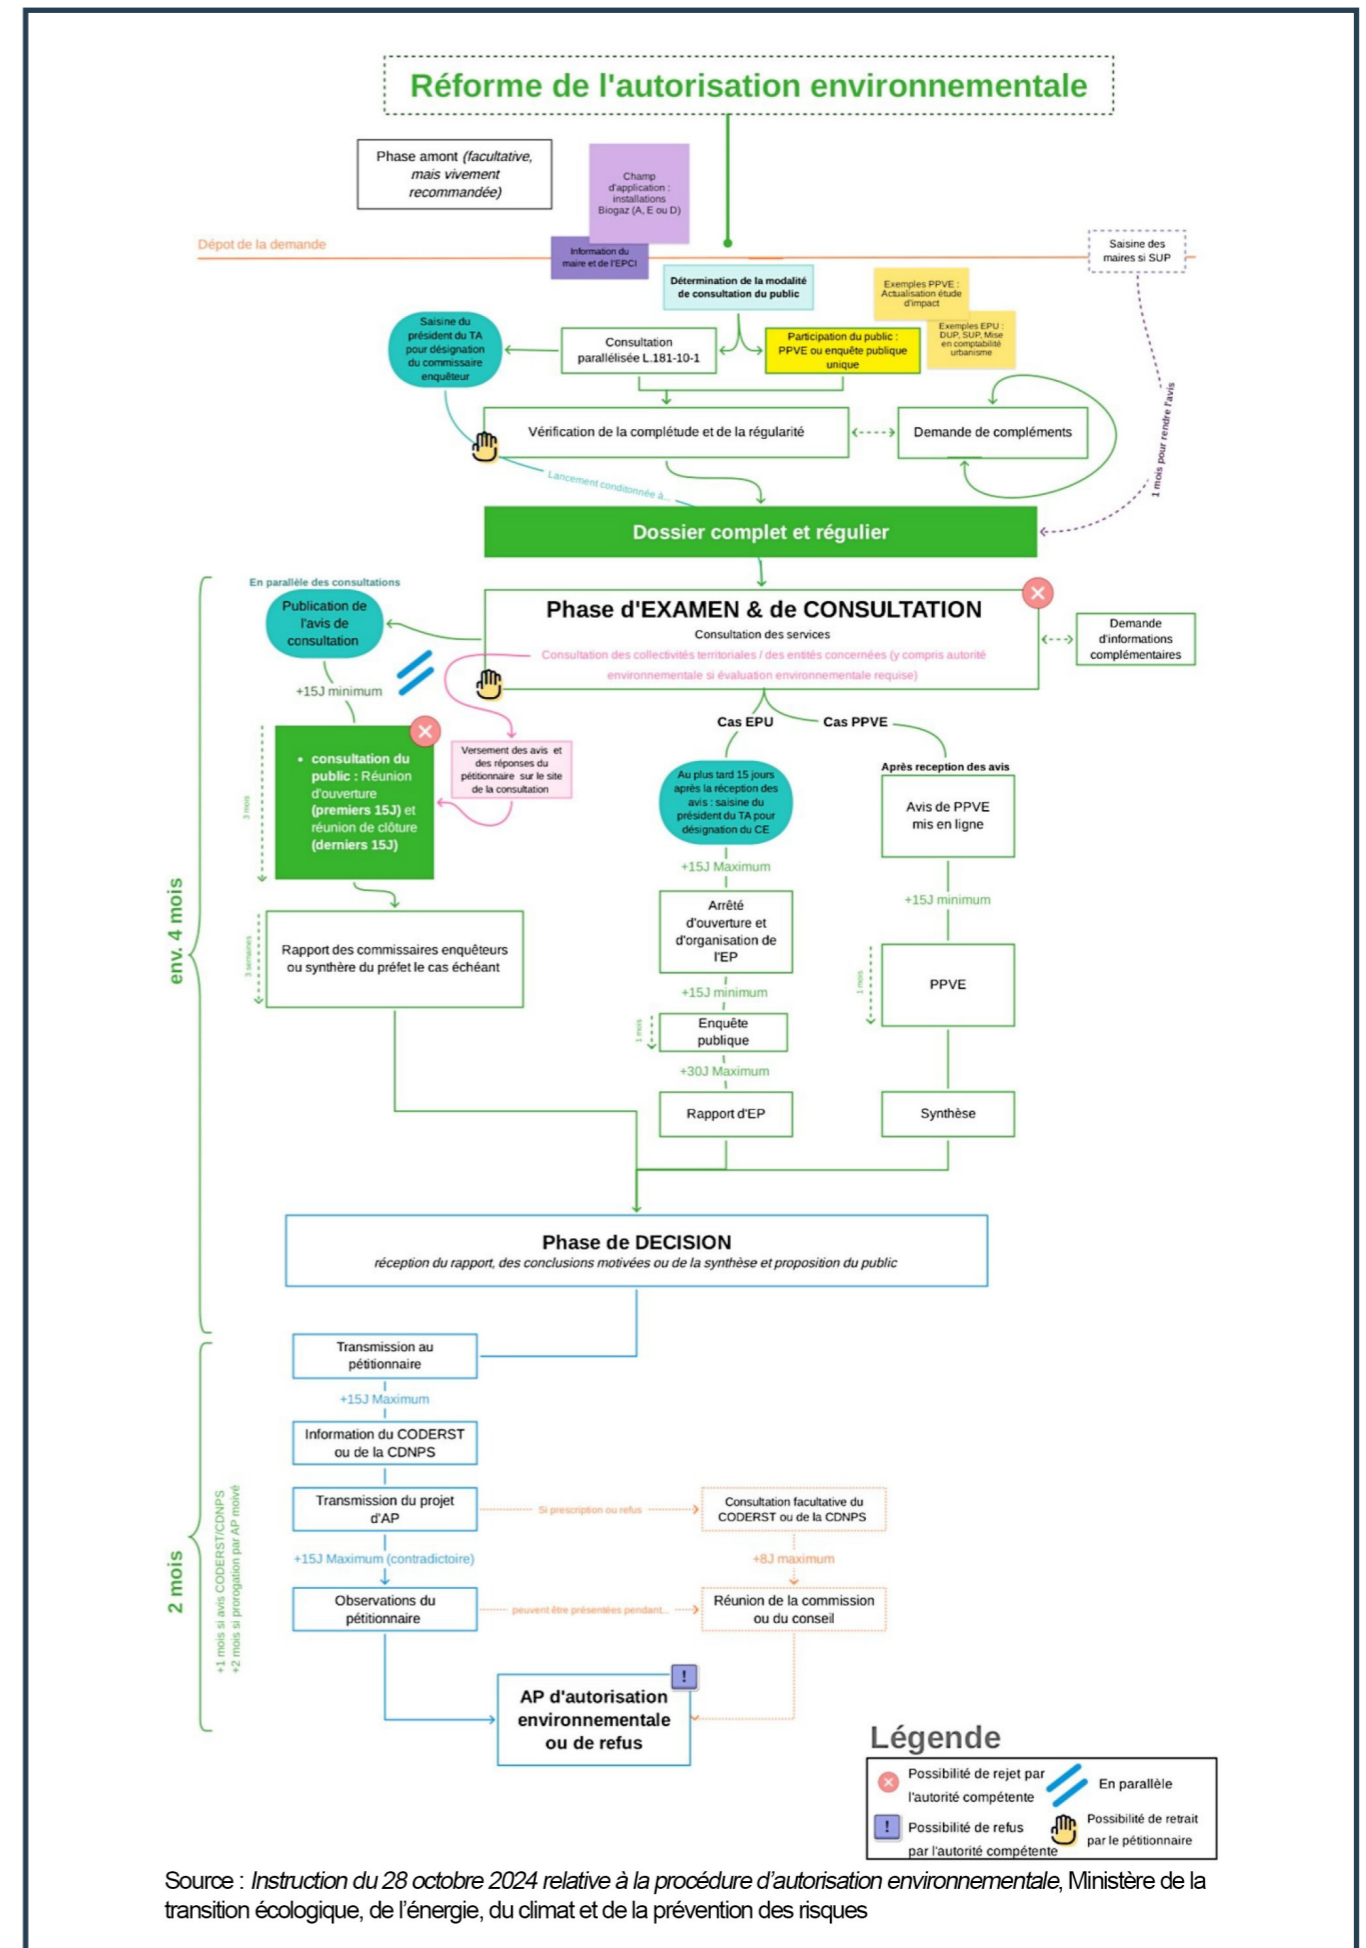 Réforme de l'autorisation environnementale
Phase amont (facultative,
mais vivement
recommandée)
Champ
d'application :
installations
Biogaz (A, E ou D)
Dépot de la demande
Information du
maire et de l'EPCI
Saisine des
maires si SUP
Détermination de la modalité
de consultation du public
Exemples PPVE :
Actualisation étude
d'impact
Exemples EPU :
DUP, SUP, Mise
en comptabilité
urbanisme
Saisine du
président du TA
pour désignation
du commissaire
enquêteur
Consultation
parallélisée L.181-10-1
Participation du public :
PPVE ou enquête publique
unique
1 mois pour rendre l'avis
Vérification de la complétude et de la régularité
Demande de compléments
Lancement conditonnée à...
Dossier complet et régulier
En parallèle des consultations
Publication de
l'avis de
consultation
Phase d'EXAMEN & de CONSULTATION
Consultation des services
Consultation des collectivités territoriales / des entités concernées (y compris autorité
environnementale si évaluation environnementale requise)
Demande
d'informations
complémentaires
+15J minimum
Cas EPU
Cas PPVE
3 mois
• consultation du
public : Réunion
d'ouverture
(premiers 15J) et
réunion de clôture
(derniers 15J)
Versement des avis et
des réponses du
pétitionnaire sur le site
de la consultation
Au plus tard 15 jours
après la réception des
avis : saisine du
président du TA pour
désignation du CE
Après reception des avis
Avis de PPVE
mis en ligne
+15J Maximum
+15J minimum
Arrêté
d'ouverture et
d'organisation de
l'EP
env. 4 mois
3 semaines
Rapport des commissaires enquêteurs
ou synthère du préfet le cas échéant
1 mois
PPVE
+15J minimum
1 mois
Enquête
publique
+30J Maximum
Rapport d'EP
Synthèse
Phase de DECISION
réception du rapport, des conclusions motivées ou de la synthèse et proposition du public
Transmission au
pétitionnaire
+15J Maximum
Information du CODERST
ou de la CDNPS
2 mois
+1 mois si avis CODERST/CDNPS
+2 mois si prorogation par AP moivé
Transmission du projet
d'AP
Si prescription ou refus
Consultation facultative du
CODERST ou de la CDNPS
+15J Maximum (contradictoire)
+8J maximum
Observations du
pétitionnaire
peuvent être présentées pendant...
Réunion de la commission
ou du conseil
!
AP d'autorisation
environnementale
ou de refus
Légende
Possibilité de rejet par
l'autorité compétente
En parallèle
!
Possibilité de refus
par l'autorité compétente
Possibilité de retrait
par le pétitionnaire
Source : Instruction du 28 octobre 2024 relative à la procédure d’autorisation environnementale, Ministère de la
transition écologique, de l’énergie, du climat et de la prévention des risques